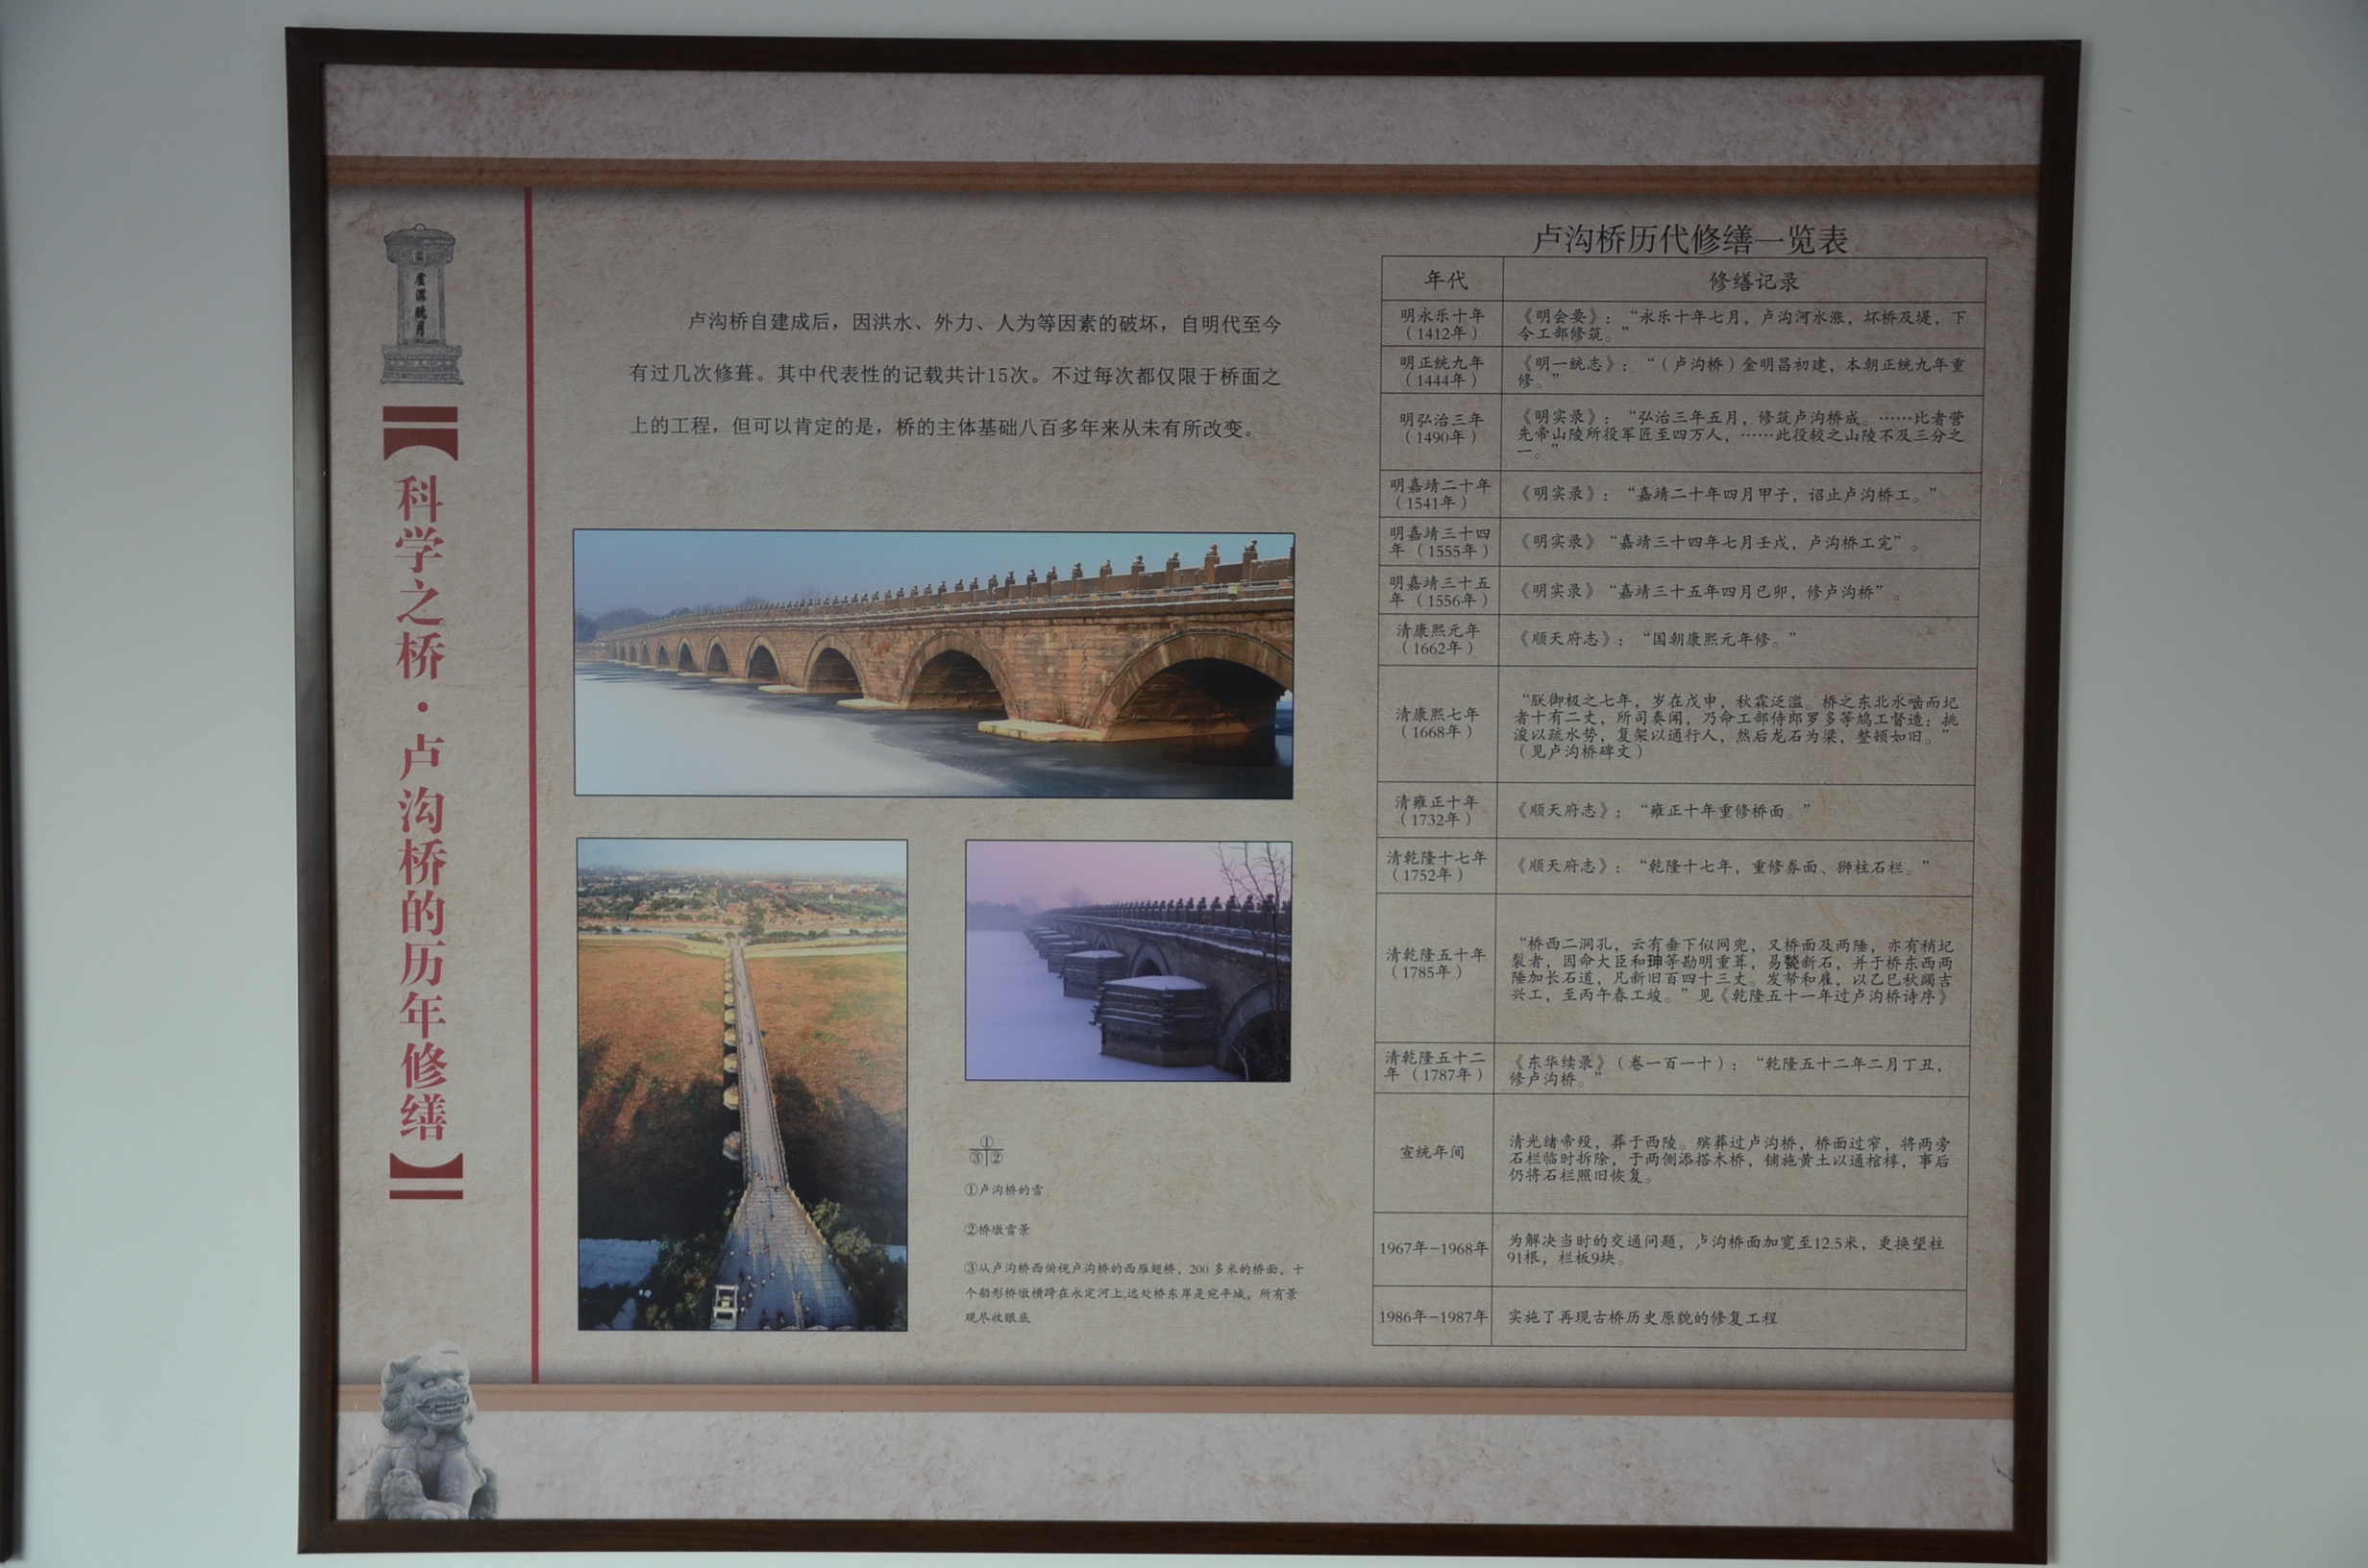 盧溝曉月
【科学之桥·卢沟桥的历年修缮】
卢沟桥自建成后，因洪水、外力、人为等因素的破坏，自明代至今
有过几次修葺。其中代表性的记载共计15次。不过每次都仅限于桥面之
上的工程，但可以肯定的是，桥的主体基础八百多年来从未有所改变。
①
③②
①卢沟桥的雪
②桥墩雪景
③从卢沟桥西俯视卢沟桥的西雁翅桥，200 多米的桥面，十
个船形桥墩横跨在永定河上,远处桥东岸是宛平城，所有景
观尽收眼底
卢沟桥历代修缮一览表
年代
修缮记录
明永乐十年
（1412年）
《明会要》：“永乐十年七月，卢沟河水涨，坏桥及堤，下
令工部修筑。”
明正统九年
（1444年）
《明一统志》：“（卢沟桥）金明昌初建，本朝正统九年重
修。”
明弘治三年
（1490年）
《明实录》：“弘治三年五月，修筑卢沟桥成。……比者营
先帝山陵所役军匠至四万人，……此役较之山陵不及三分之
一。”
明嘉靖二十年
（1541年）
《明实录》：“嘉靖二十年四月甲子，诏止卢沟桥工。”
明嘉靖三十四
年（1555年）
《明实录》“嘉靖三十四年七月壬戌，卢沟桥工完”。
明嘉靖三十五
年（1556年）
《明实录》“嘉靖三十五年四月已卯，修卢沟桥”。
清康熙元年
（1662年）
《顺天府志》：“国朝康熙元年修。”
清康熙七年
（1668年）
“朕御极之七年，岁在戊申，秋霖泛滥。桥之东北水啮而圮
者十有二丈，所司奏闻，乃命工部侍郎罗多等鸠工督造：挑
浚以疏水势，复架以通行人，然后龙石为梁，整顿如旧。”
（见卢沟桥碑文）
清雍正十年
（1732年）
《顺天府志》：“雍正十年重修桥面。”
清乾隆十七年
（1752年）
《顺天府志》：“乾隆十七年，重修券面、狮柱石栏。”
清乾隆五十年
（1785年）
“桥西二洞孔，云有垂下似网兜，又桥面及两陲，亦有稍圮
裂者，因命大臣和珅等勘明重茸，易甃新石，并于桥东西两
陲加长石道，凡新旧百四十三丈。发帑和雇，以乙巳秋蠲吉
兴工，至丙午春工竣。”见《乾隆五十一年过卢沟桥诗序》
清乾隆五十二
年（1787年）
《东华续录》（卷一百一十）：“乾隆五十二年二月丁丑，
修卢沟桥。”
宣统年间
清光绪帝殁，葬于西陵。殡葬过卢沟桥，桥面过窄，将两旁
石栏临时拆除，于两侧添搭木桥，铺施黄土以通棺椁，事后
仍将石栏照旧恢复。
1967年-1968年
为解决当时的交通问题，卢沟桥面加宽至12.5米，更换望柱
91根，栏板9块。
1986年-1987年
实施了再现古桥历史原貌的修复工程